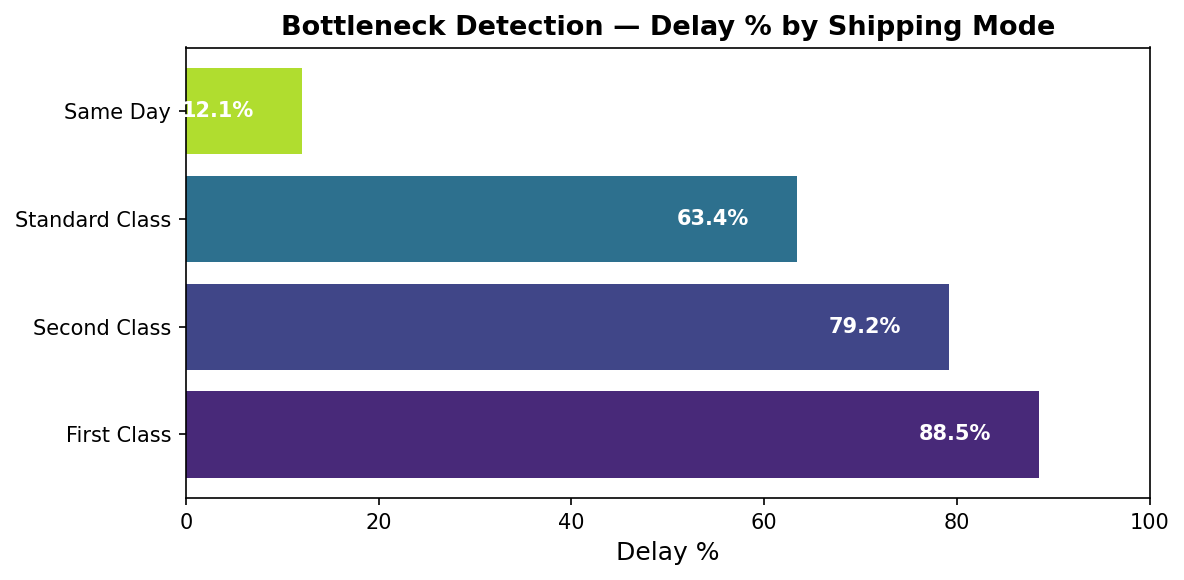 Bottleneck Detection — Delay % by Shipping Mode
Same Day 12.1%
Standard Class 63.4%
Second Class 79.2%
First Class 88.5%
0 20 40 60 80 100
Delay %